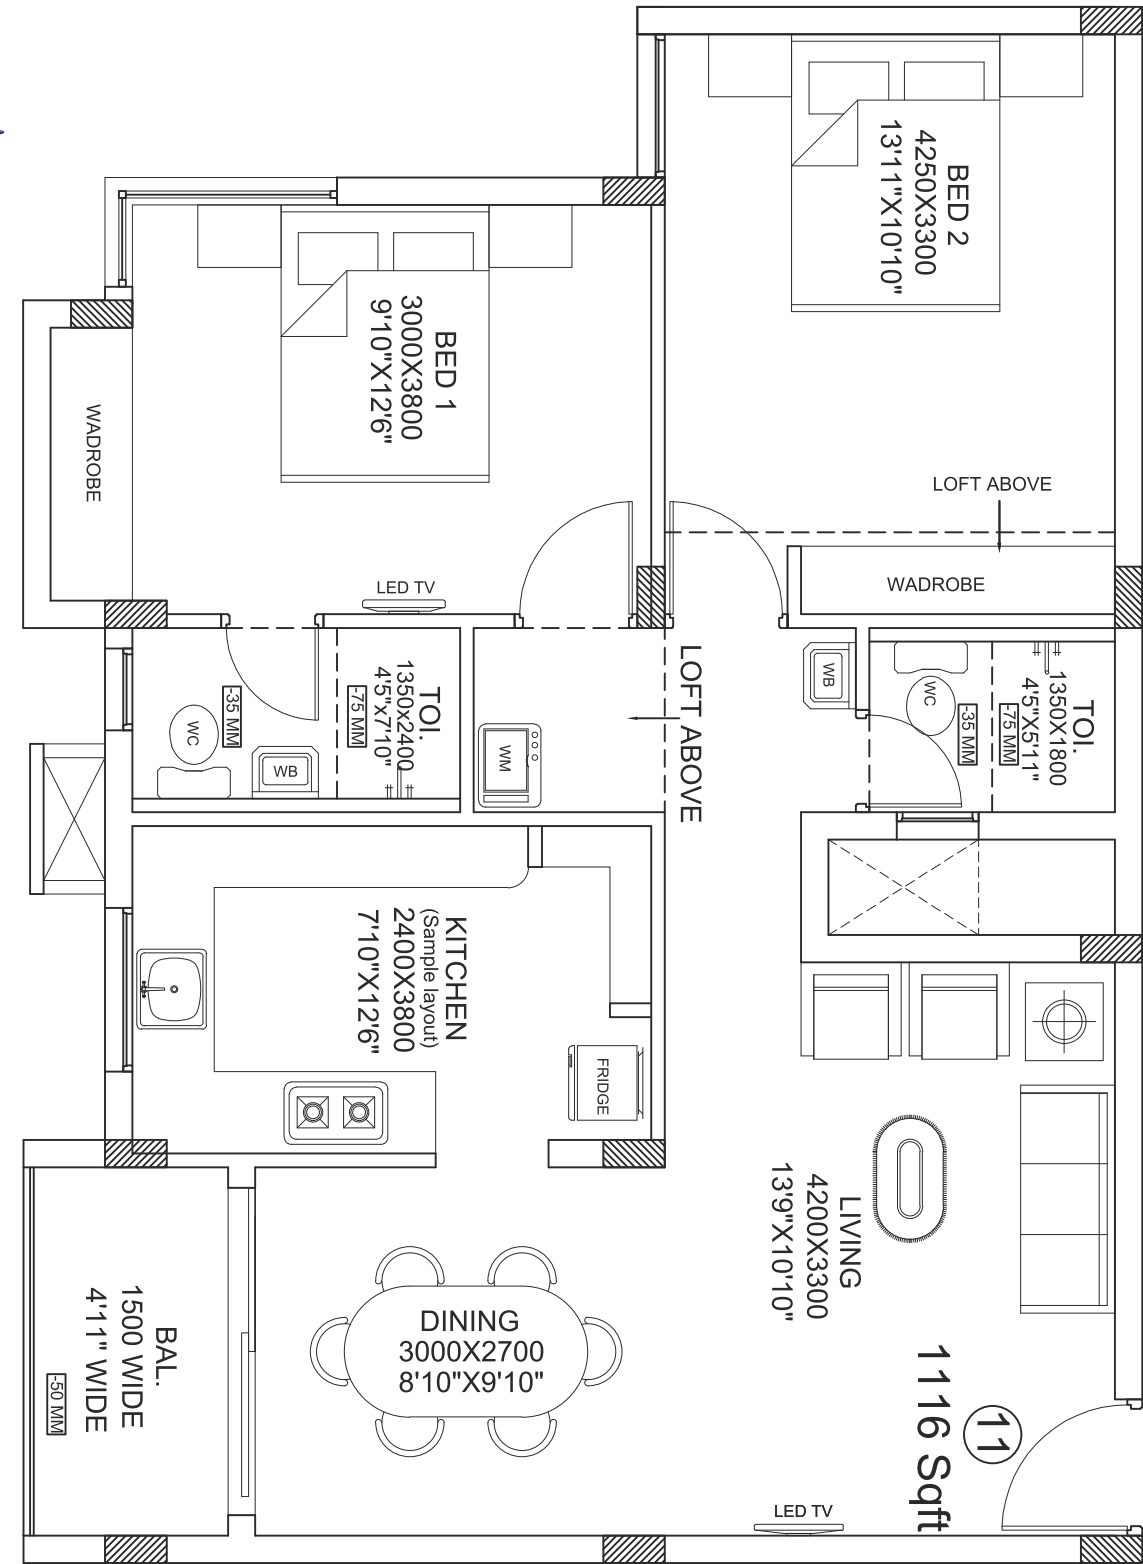 BED 2
4250X3300
13'11"X10'10"
BED 1
3000X3800
9'10"X12'6"
WADROBE
LOFT ABOVE
WADROBE
LED TV
LOFT ABOVE
TOI.
1350x2400
4'5"x7'10"
-75 MM
-35 MM
WC
WB
WM
WB
WC
TOI.
1350X1800
4'5"X5'11"
-75 MM
-35 MM
KITCHEN
(Sample layout)
2400X3800
7'10"X12'6"
FRIDGE
LIVING
4200X3300
13'9"X10'10"
DINING
3000X2700
8'10"X9'10"
BAL.
1500 WIDE
4'11" WIDE
-50 MM
11
1116 Sqft
LED TV